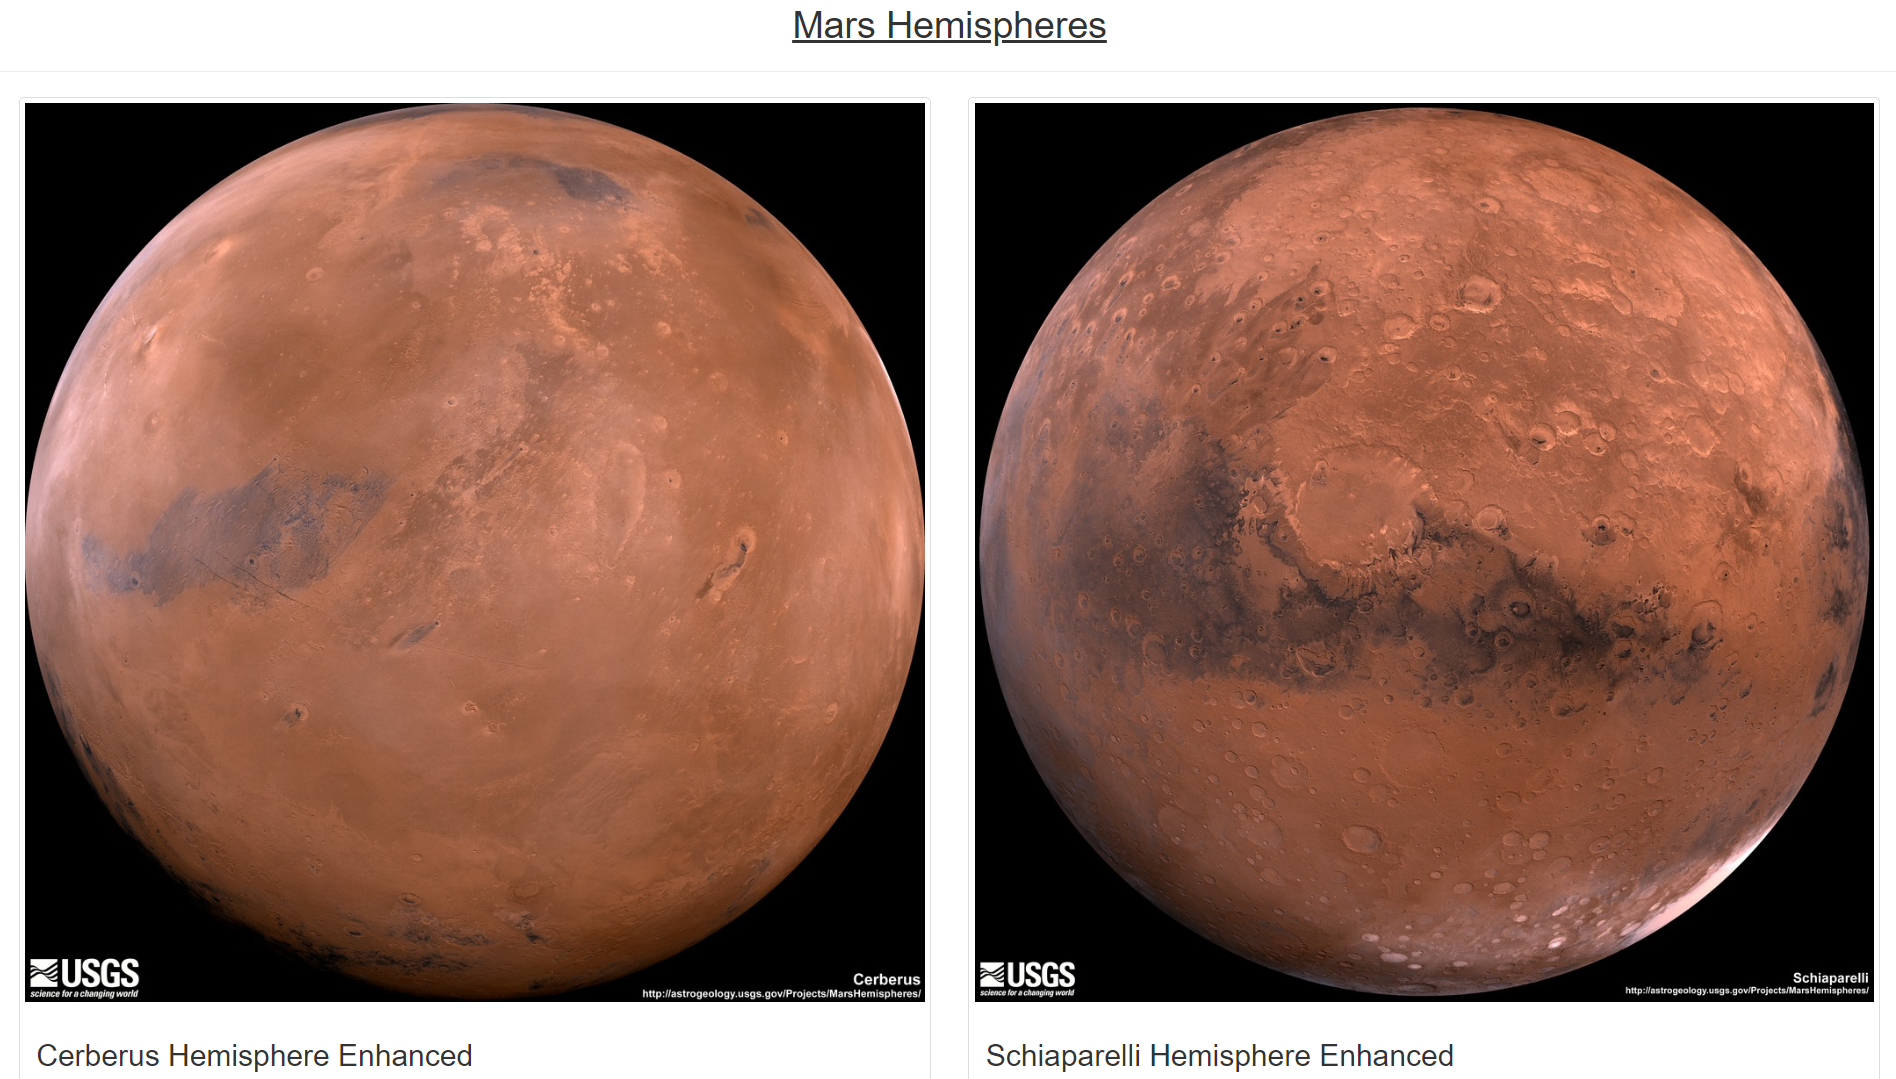 Mars Hemispheres
USGS
science for a changing world
Cerberus
http://astrogeology.usgs.gov/Projects/MarsHemispheres/
USGS
science for a changing world
Schiaparelli
http://astrogeology.usgs.gov/Projects/MarsHemispheres/
Cerberus Hemisphere Enhanced
Schiaparelli Hemisphere Enhanced